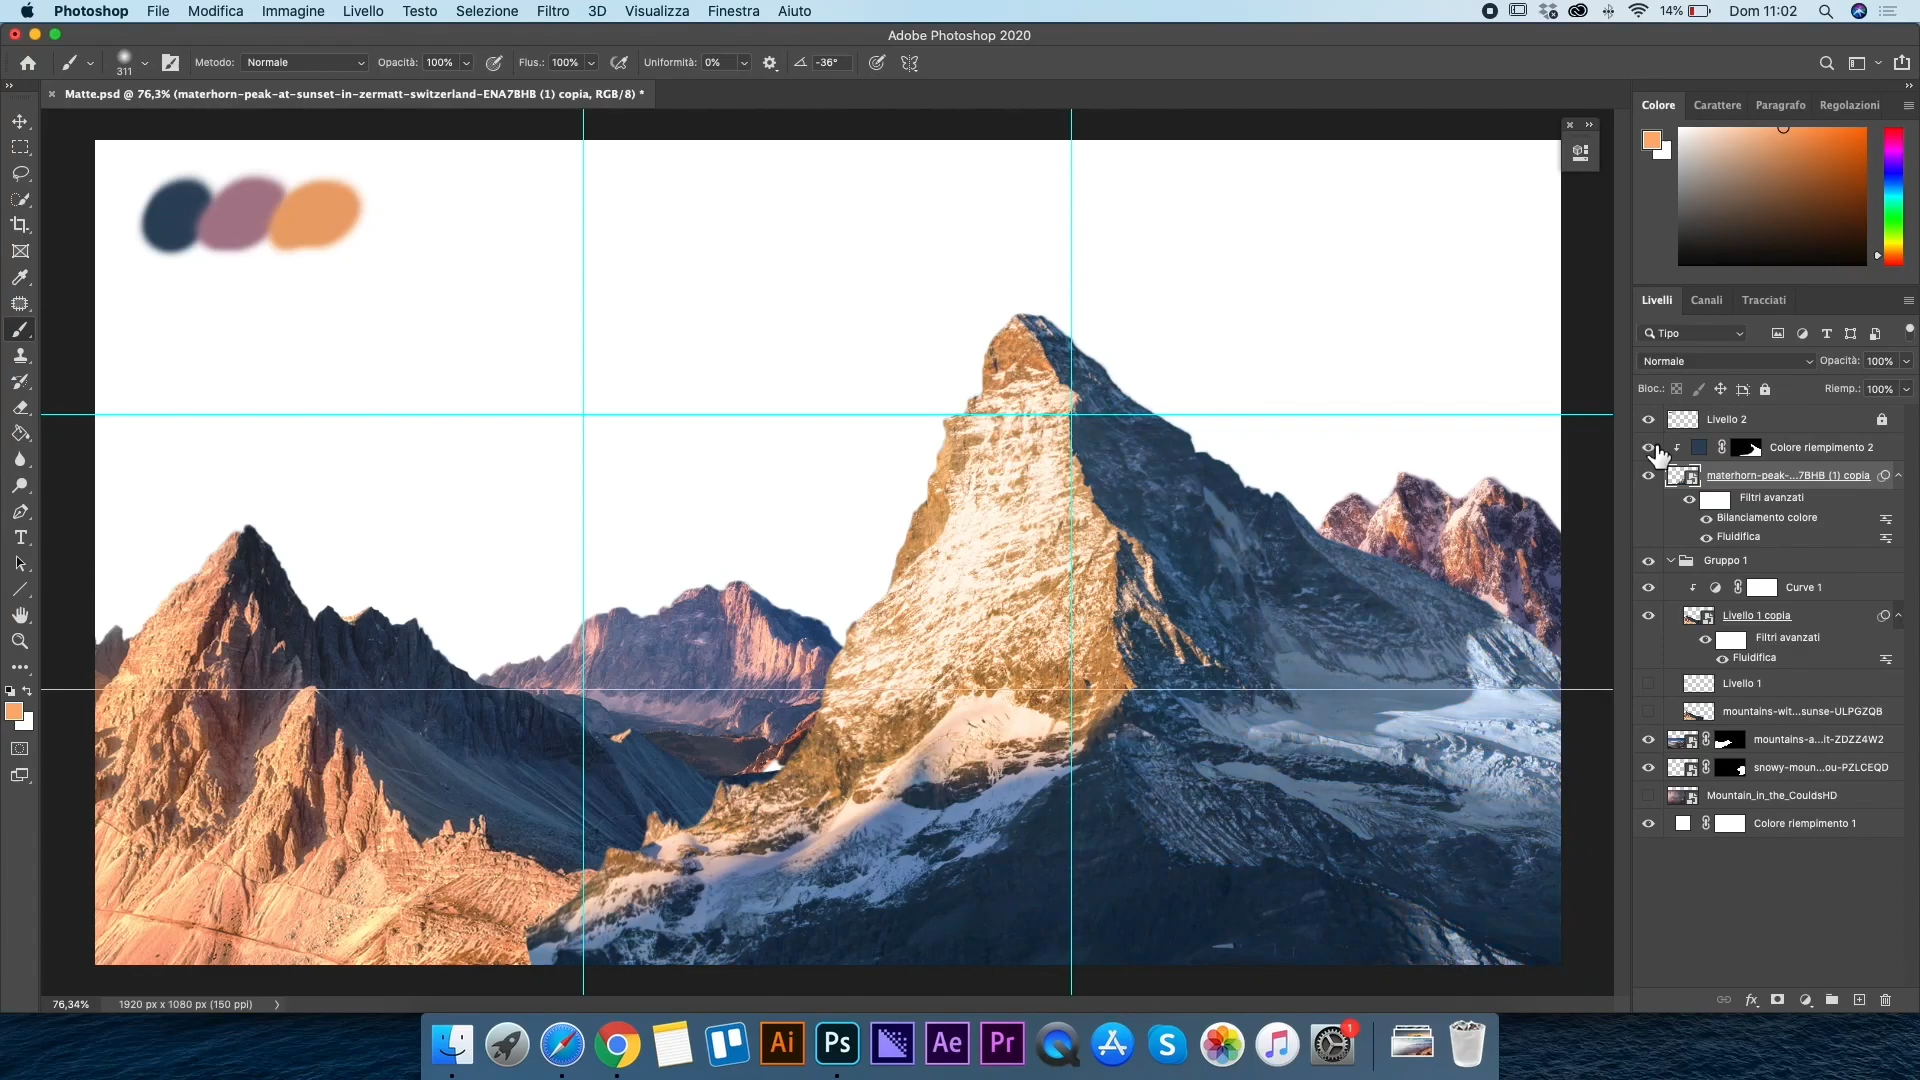 Photoshop File Modifica Immagine Livello Testo Selezione Filtro 3D Visualizza Finestra Aiuto 14% Dom 11:02
Adobe Photoshop 2020
311 Metodo: Normale Opacità: 100% Flus.: 100% Uniformità: 0% -36°
Matte.psd @ 76,3% (materhorn-peak-at-sunset-in-zermatt-switzerland-ENA7BHB (1) copia, RGB/8) *
Colore Carattere Paragrafo Regolazioni
Livelli Canali Tracciati
Tipo
Normale Opacità: 100%
Bloc.: Riemp.: 100%
Livello 2
Colore riempimento 2
materhorn-peak-...7BHB (1) copia
Filtri avanzati
Bilanciamento colore
Fluidifica
Gruppo 1
Curve 1
Livello 1 copia
Filtri avanzati
Fluidifica
Livello 1
mountains-wit...sunse-ULPGZQB
mountains-a...it-ZDZZ4W2
snowy-moun...ou-PZLCEQD
Mountain_in_the_CouldsHD
Colore riempimento 1
fx
76,34% 1920 px x 1080 px (150 ppi)
Ai Ps Ae Pr 1